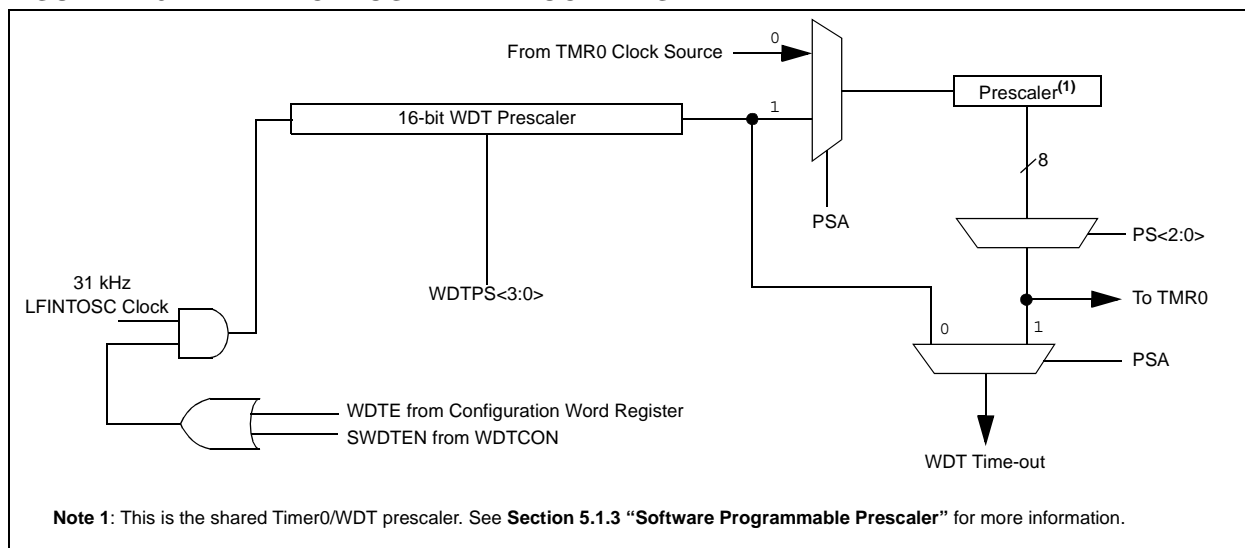 From TMR0 Clock Source
0
1
16-bit WDT Prescaler
Prescaler(1)
8
PSA
PS<2:0>
31 kHz
LFINTOSC Clock
WDTPS<3:0>
To TMR0
0
1
PSA
WDTE from Configuration Word Register
SWDTEN from WDTCON
WDT Time-out
Note 1: This is the shared Timer0/WDT prescaler. See Section 5.1.3 “Software Programmable Prescaler” for more information.